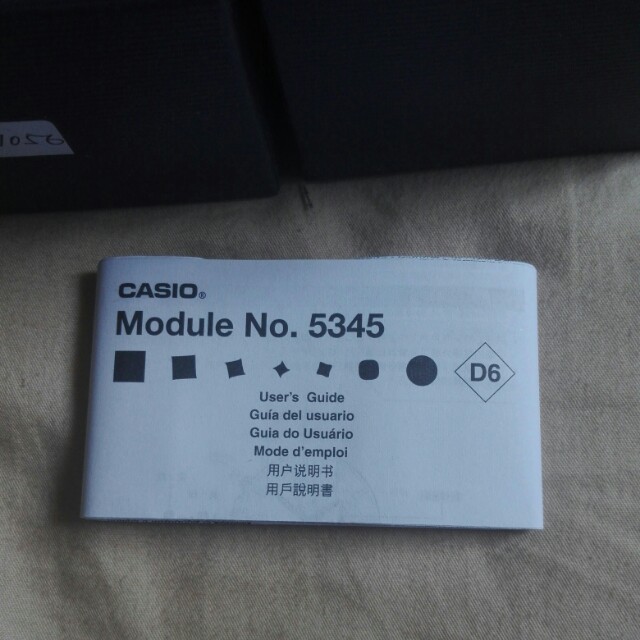 CASIO®
Module No. 5345
D6
User's Guide
Guía del usuario
Guia do Usuário
Mode d'emploi
用户说明书
用戶說明書